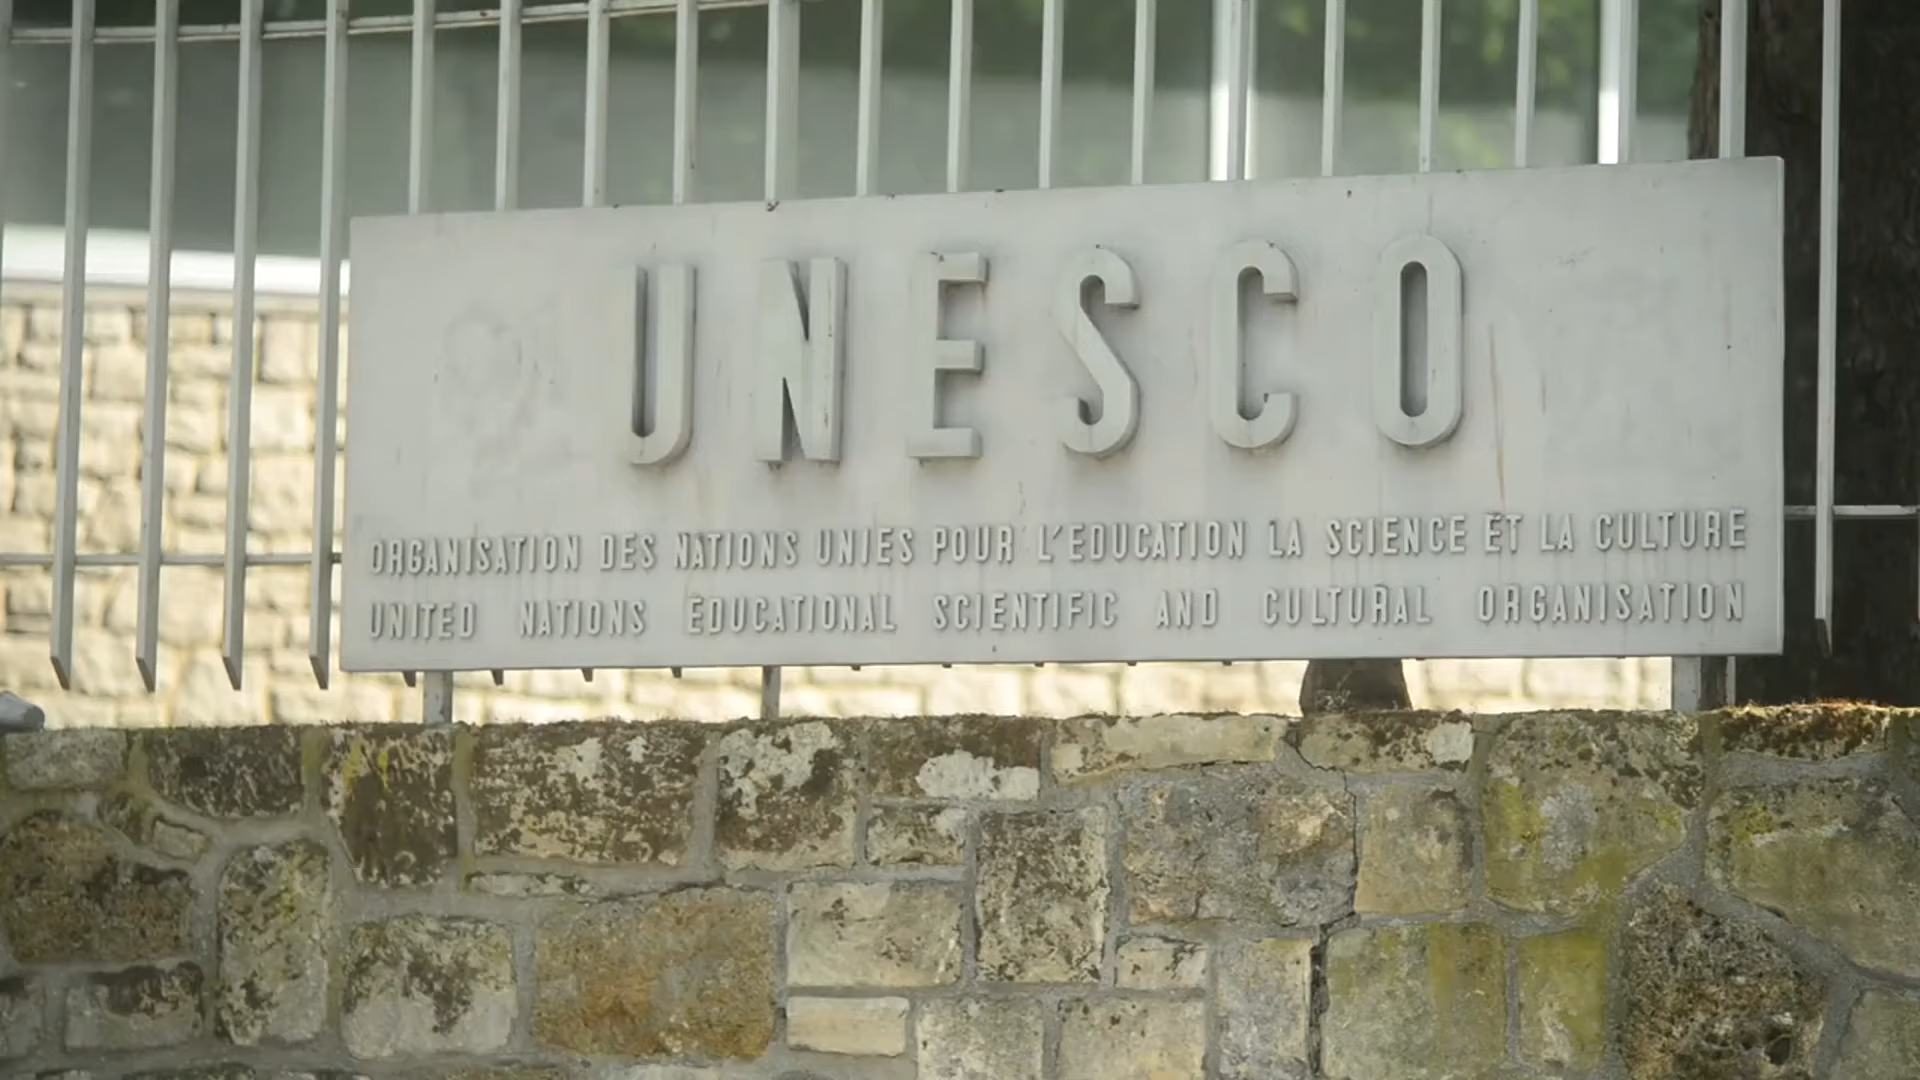 UNESCO
ORGANISATION DES NATIONS UNIES POUR L'EDUCATION LA SCIENCE ET LA CULTURE
UNITED NATIONS EDUCATIONAL SCIENTIFIC AND CULTURAL ORGANISATION